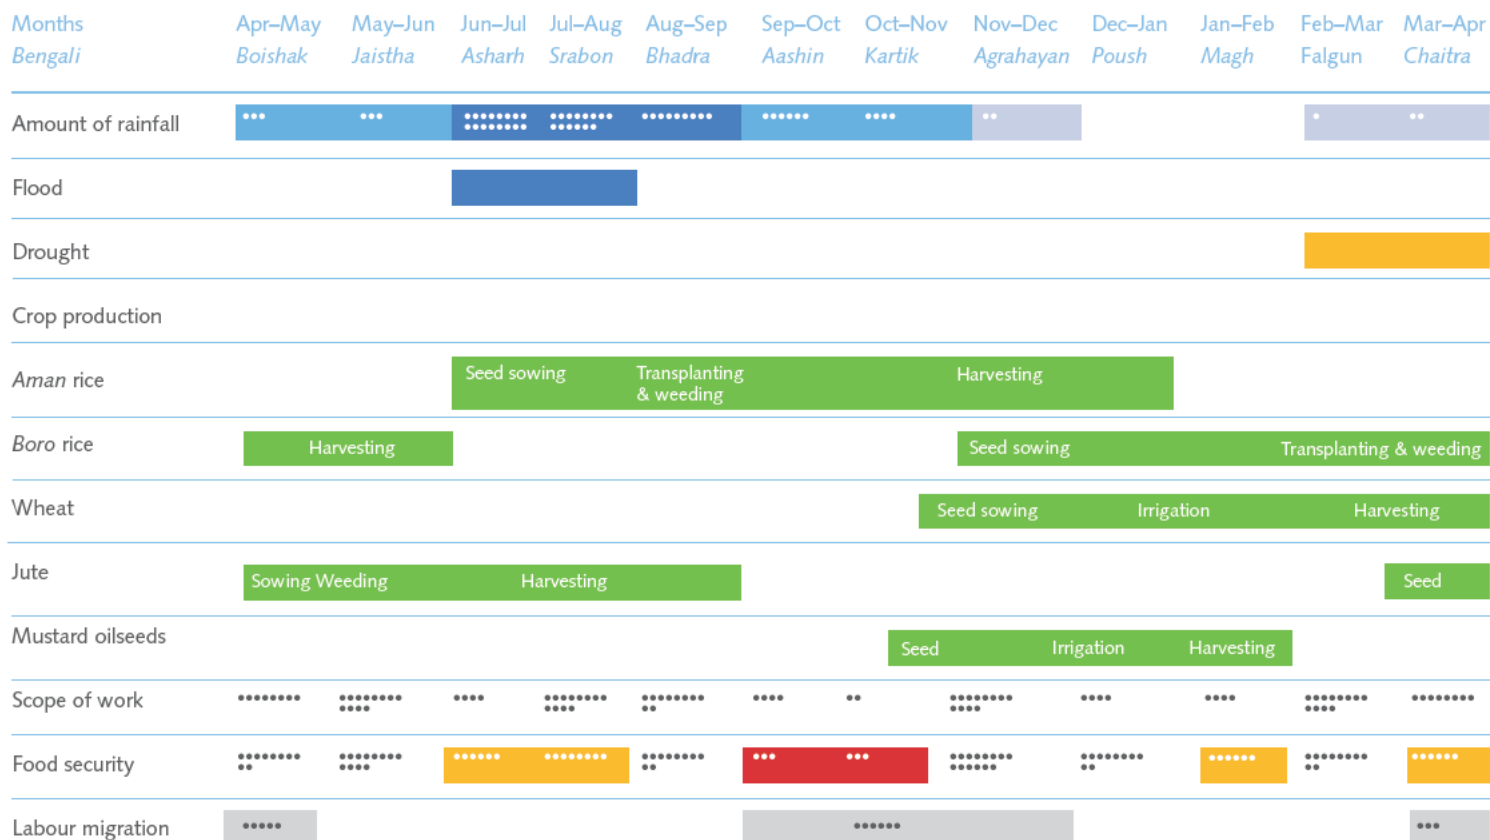 Months Apr–May May–Jun Jun–Jul Jul–Aug Aug–Sep Sep–Oct Oct–Nov Nov–Dec Dec–Jan Jan–Feb Feb–Mar Mar–Apr
Bengali Boishak Jaistha Asharh Srabon Bhadra Aashin Kartik Agrahayan Poush Magh Falgun Chaitra
Amount of rainfall
Flood
Drought
Crop production
Aman rice Seed sowing Transplanting & weeding Harvesting
Boro rice Harvesting Seed sowing Transplanting & weeding
Wheat Seed sowing Irrigation Harvesting
Jute Sowing Weeding Harvesting Seed
Mustard oilseeds Seed Irrigation Harvesting
Scope of work
Food security
Labour migration